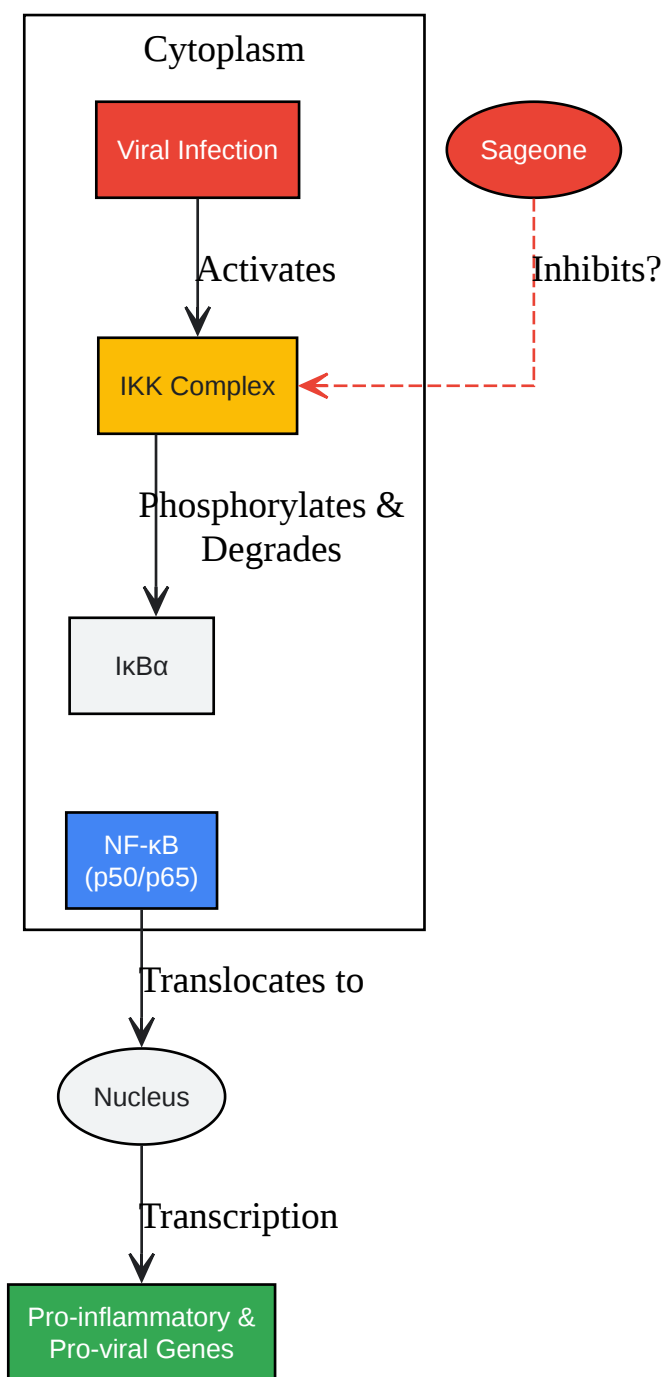 Cytoplasm
Viral Infection
Sageone
Activates
Inhibits?
IKK Complex
Phosphorylates &
Degrades
IκBα
NF-κB
(p50/p65)
Translocates to
Nucleus
Transcription
Pro-inflammatory &
Pro-viral Genes